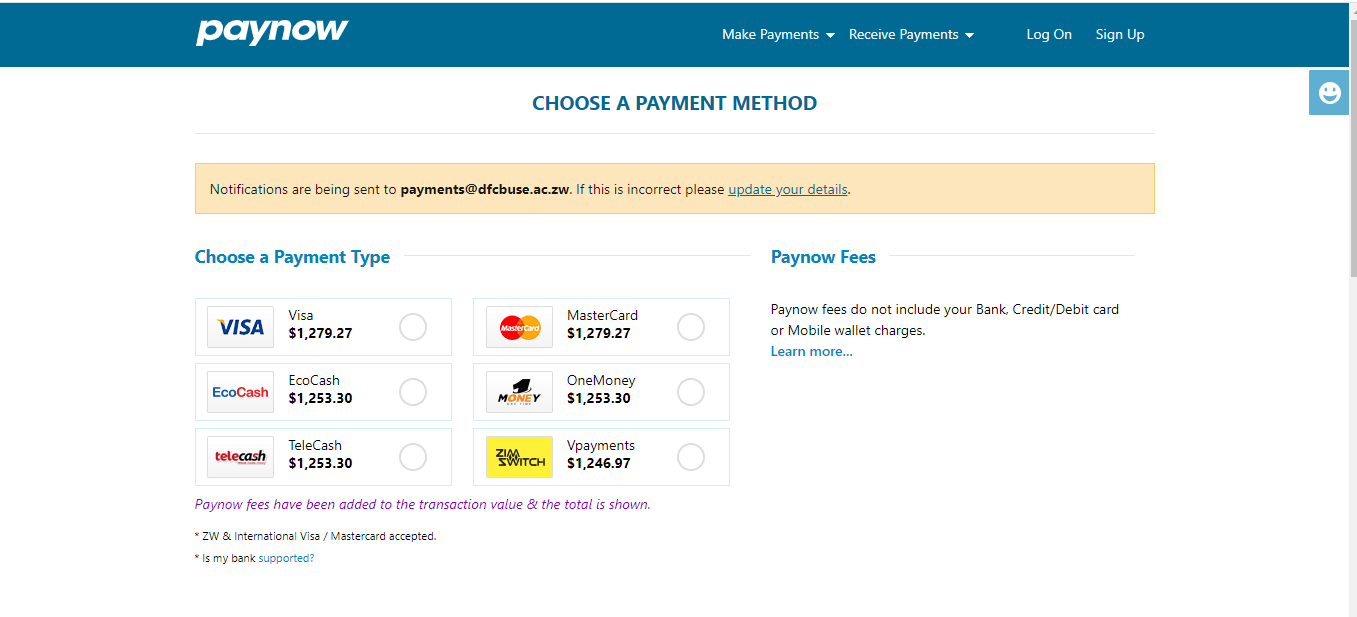 paynow
Make Payments Receive Payments Log On Sign Up
CHOOSE A PAYMENT METHOD
Notifications are being sent to payments@dfcbuse.ac.zw. If this is incorrect please update your details.
Choose a Payment Type
VISA
Visa
$1,279.27
MasterCard
MasterCard
$1,279.27
EcoCash
EcoCash
$1,253.30
1
MONEY
OneMoney
$1,253.30
telecash
TeleCash
$1,253.30
ZIM
SWITCH
Vpayments
$1,246.97
Paynow fees have been added to the transaction value & the total is shown.
* ZW & International Visa / Mastercard accepted.
* Is my bank supported?
Paynow Fees
Paynow fees do not include your Bank, Credit/Debit card
or Mobile wallet charges.
Learn more...